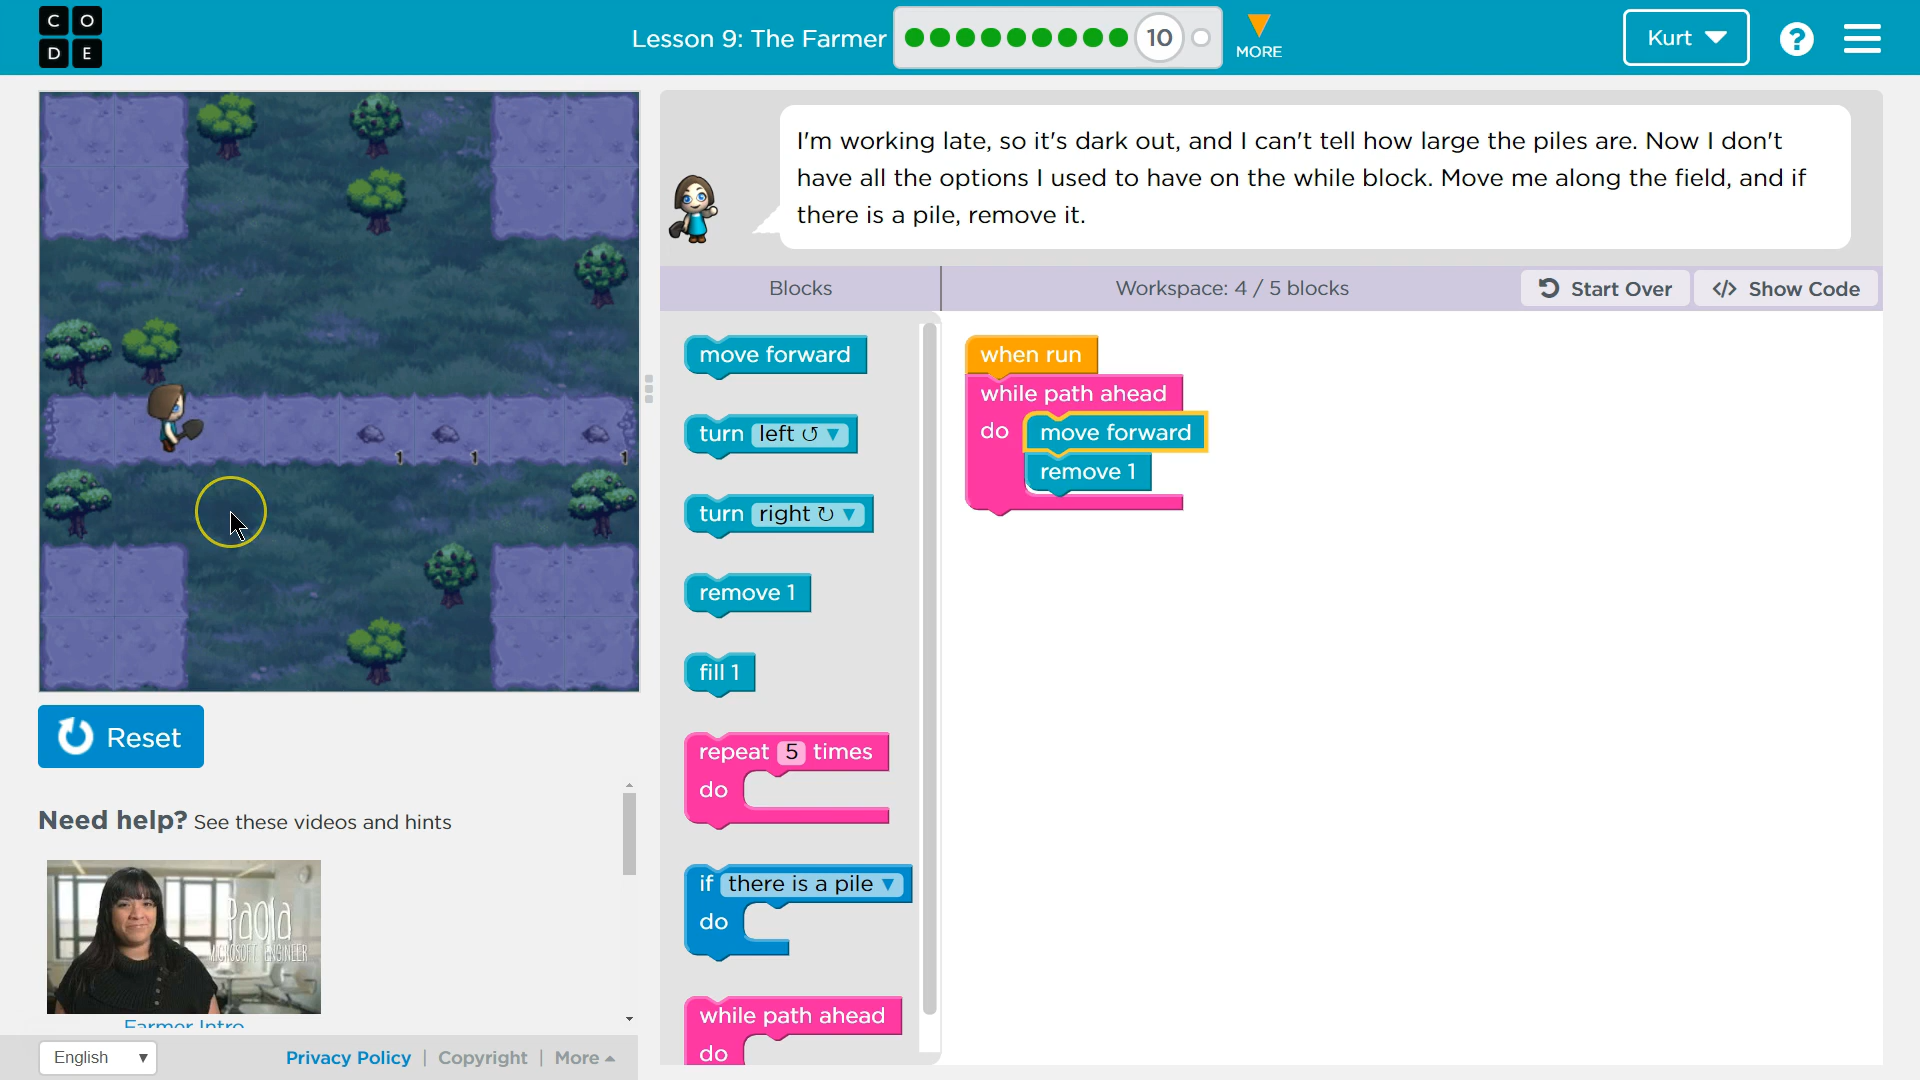 C O
D E
Lesson 9: The Farmer
10
MORE
Kurt
?
I'm working late, so it's dark out, and I can't tell how large the piles are. Now I don't
have all the options I used to have on the while block. Move me along the field, and if
there is a pile, remove it.
Blocks
Workspace: 4 / 5 blocks
Start Over
</> Show Code
move forward
turn left ↺ ▼
turn right ↻ ▼
remove 1
fill 1
repeat 5 times
do
if there is a pile ▼
do
while path ahead
do
when run
while path ahead
do move forward
remove 1
1 1 1
Reset
Need help? See these videos and hints
Paola
MICROSOFT ENGINEER
Farmer Intro
English
Privacy Policy | Copyright | More